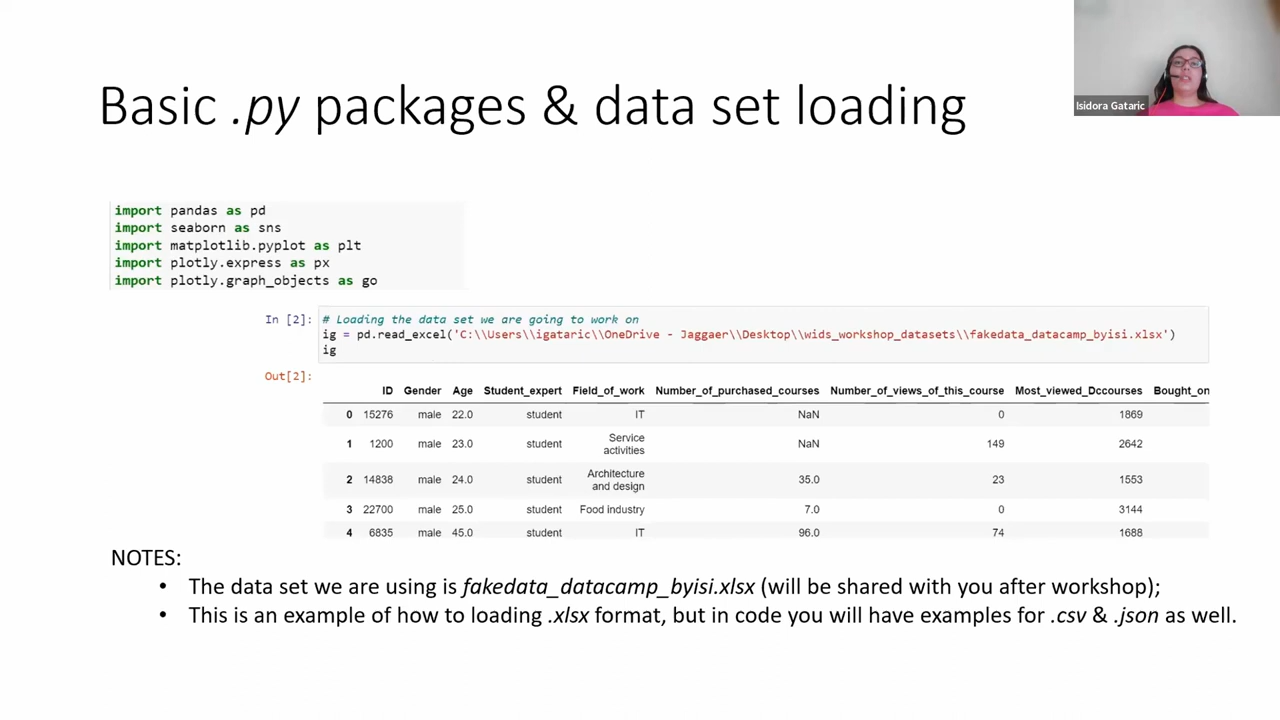 Isidora Gataric
Basic .py packages & data set loading
import pandas as pd
import seaborn as sns
import matplotlib.pyplot as plt
import plotly.express as px
import plotly.graph_objects as go
In [2]: # Loading the data set we are going to work on
ig = pd.read_excel('C:\\Users\\igataric\\OneDrive - Jaggaer\\Desktop\\wids_workshop_datasets\\fakedata_datacamp_byisi.xlsx')
ig
Out[2]:
ID Gender Age Student_expert Field_of_work Number_of_purchased_courses Number_of_views_of_this_course Most_viewed_Dccourses Bought_on
0 15276 male 22.0 student IT NaN 0 1869
1 1200 male 23.0 student Service activities NaN 149 2642
2 14838 male 24.0 student Architecture and design 35.0 23 1553
3 22700 male 25.0 student Food industry 7.0 0 3144
4 6835 male 45.0 student IT 96.0 74 1688
NOTES:
• The data set we are using is fakedata_datacamp_byisi.xlsx (will be shared with you after workshop);
• This is an example of how to loading .xlsx format, but in code you will have examples for .csv & .json as well.